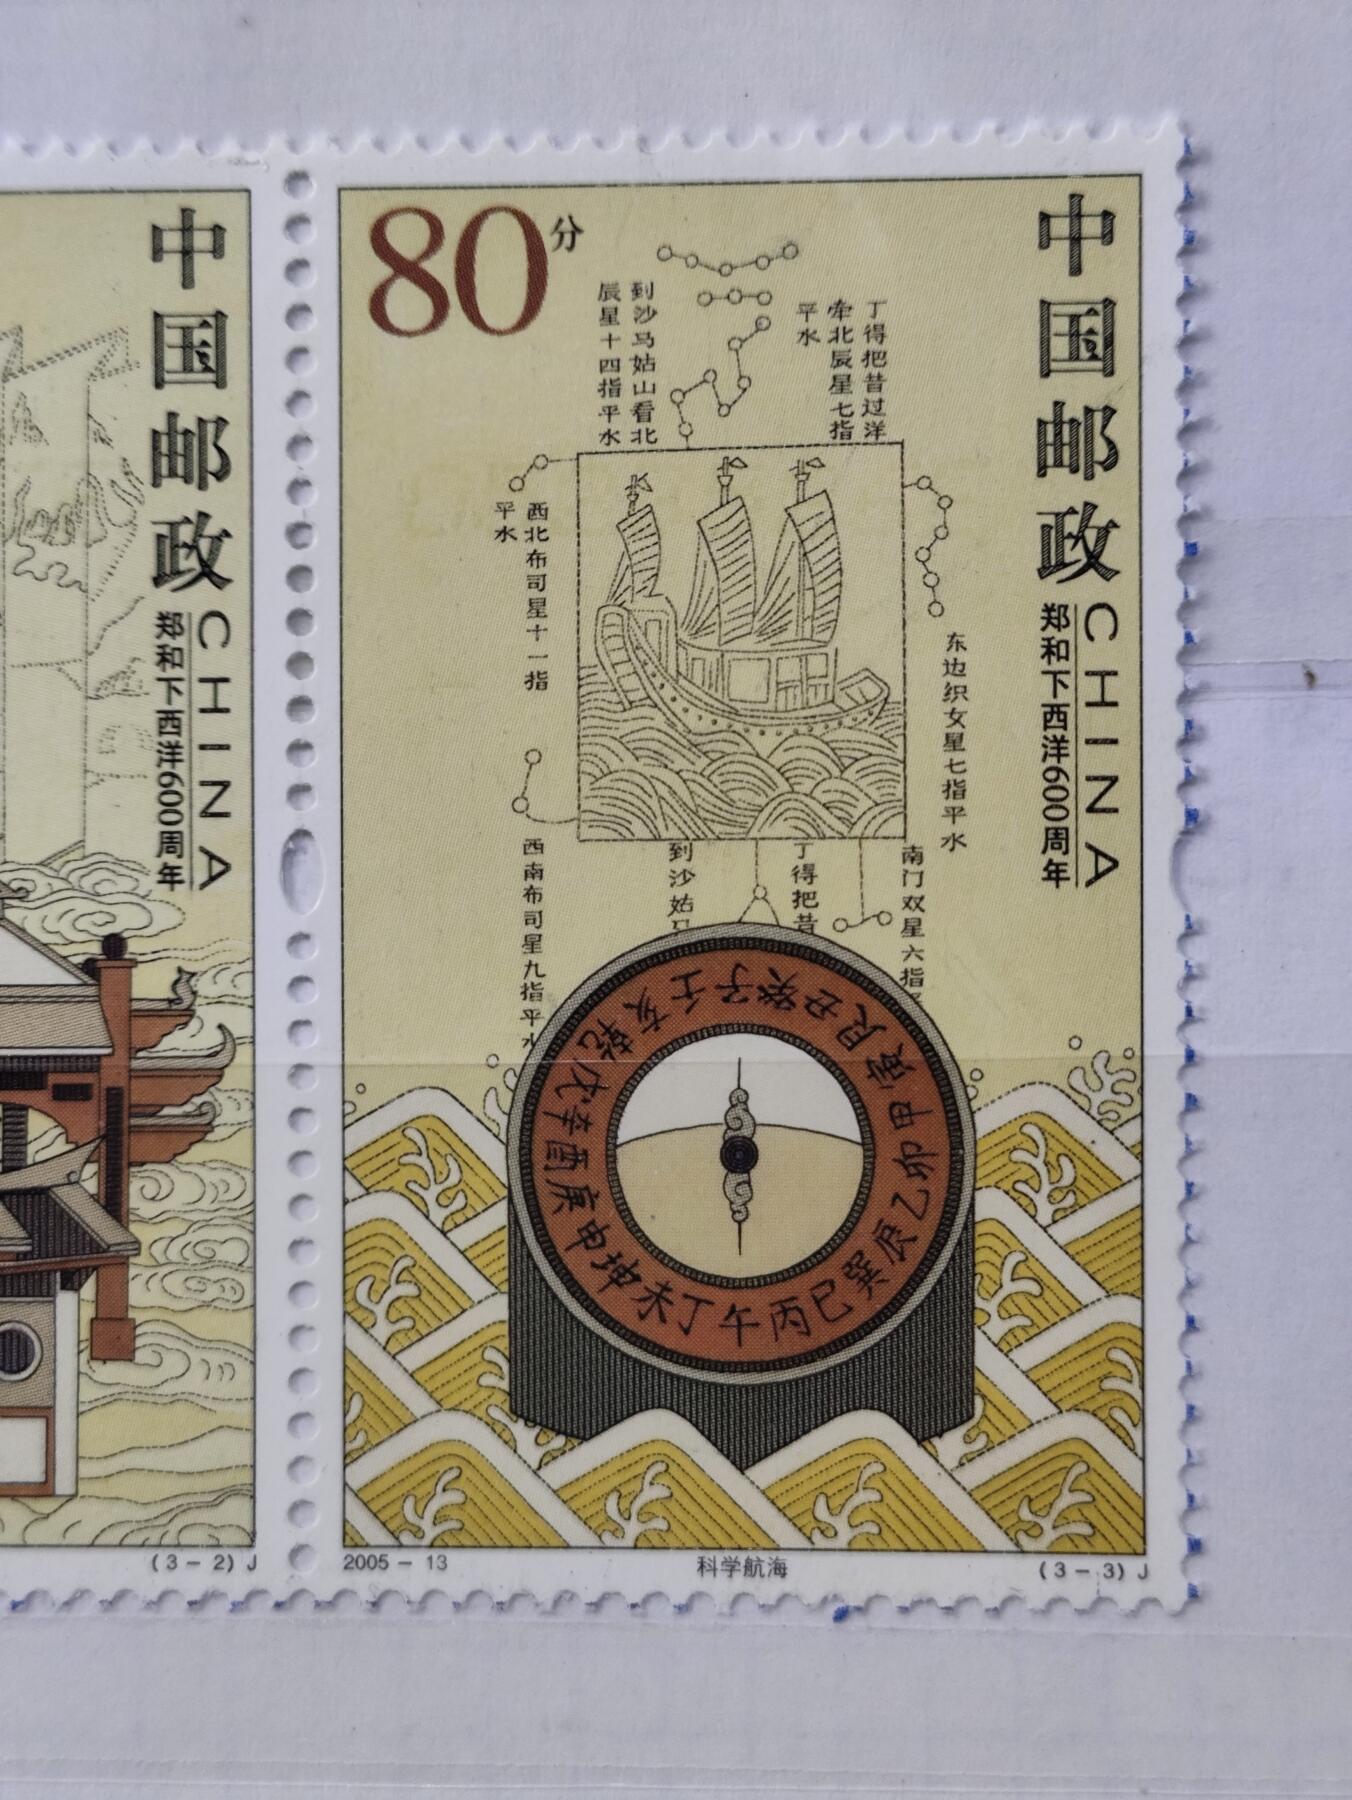 中国邮政
CHINA
郑和下西洋600周年
(3-2)J
80分
中国邮政
CHINA
郑和下西洋600周年
丁得把昔过洋
牵北辰星七指
平水
到沙马姑山看北
辰星十四指平水
西北布司星十一指
平水
东边织女星七指平水
西南布司星九指平水
到沙姑马
丁得把昔
南门双星六指
子癸丑艮寅甲卯乙辰巽巳丙午丁未坤申庚酉辛戌乾亥壬
2005-13
科学航海
(3-3)J